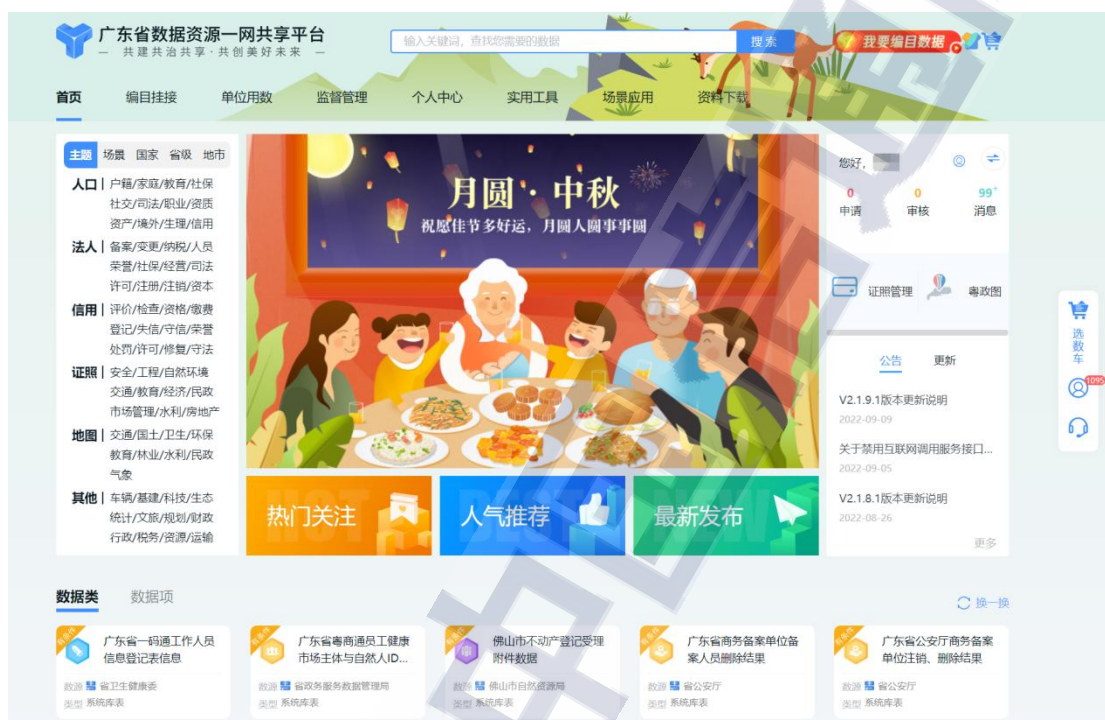 广东省数据资源一网共享平台
— 共建共治共享·共创美好未来 —
输入关键词，查找您需要的数据
搜索
我要编目数据
首页
编目挂接
单位用数
监督管理
个人中心
实用工具
场景应用
资料下载
主题 场景 国家 省级 地市
人口 户籍/家庭/教育/社保
社交/司法/职业/资质
资产/境外/生理/信用
法人 备案/变更/纳税/人员
荣誉/社保/经营/司法
许可/注册/注销/资本
信用 评价/检查/资格/缴费
登记/失信/守信/荣誉
处罚/许可/修复/守法
证照 安全/工程/自然环境
交通/教育/经济/民政
市场管理/水利/房地产
地图 交通/国土/卫生/环保
教育/林业/水利/民政
气象
其他 车辆/基建/科技/生态
统计/文旅/规划/财政
行政/税务/资源/运输
月圆·中秋
祝愿佳节多好运，月圆人圆事事圆
HOT
热门关注
BEST
人气推荐
NEW
最新发布
您好，
0 0 99+
申请 审核 消息
证照管理
粤政图
公告 更新
V2.1.9.1版本更新说明
2022-09-09
关于禁用互联网调用服务接口...
2022-09-05
V2.1.8.1版本更新说明
2022-08-26
更多
选数车
1095
数据类 数据项
换一换
广东省一码通工作人员
信息登记表信息
数源 省卫生健康委
类型 系统库表
广东省粤商通员工健康
市场主体与自然人ID...
数源 省政务服务数据管理局
类型 系统库表
佛山市不动产登记受理
附件数据
数源 佛山市自然资源局
类型 系统库表
广东省商务备案单位备
案人员删除结果
数源 省公安厅
类型 系统库表
广东省公安厅商务备案
单位注销、删除结果
数源 省公安厅
类型 系统库表